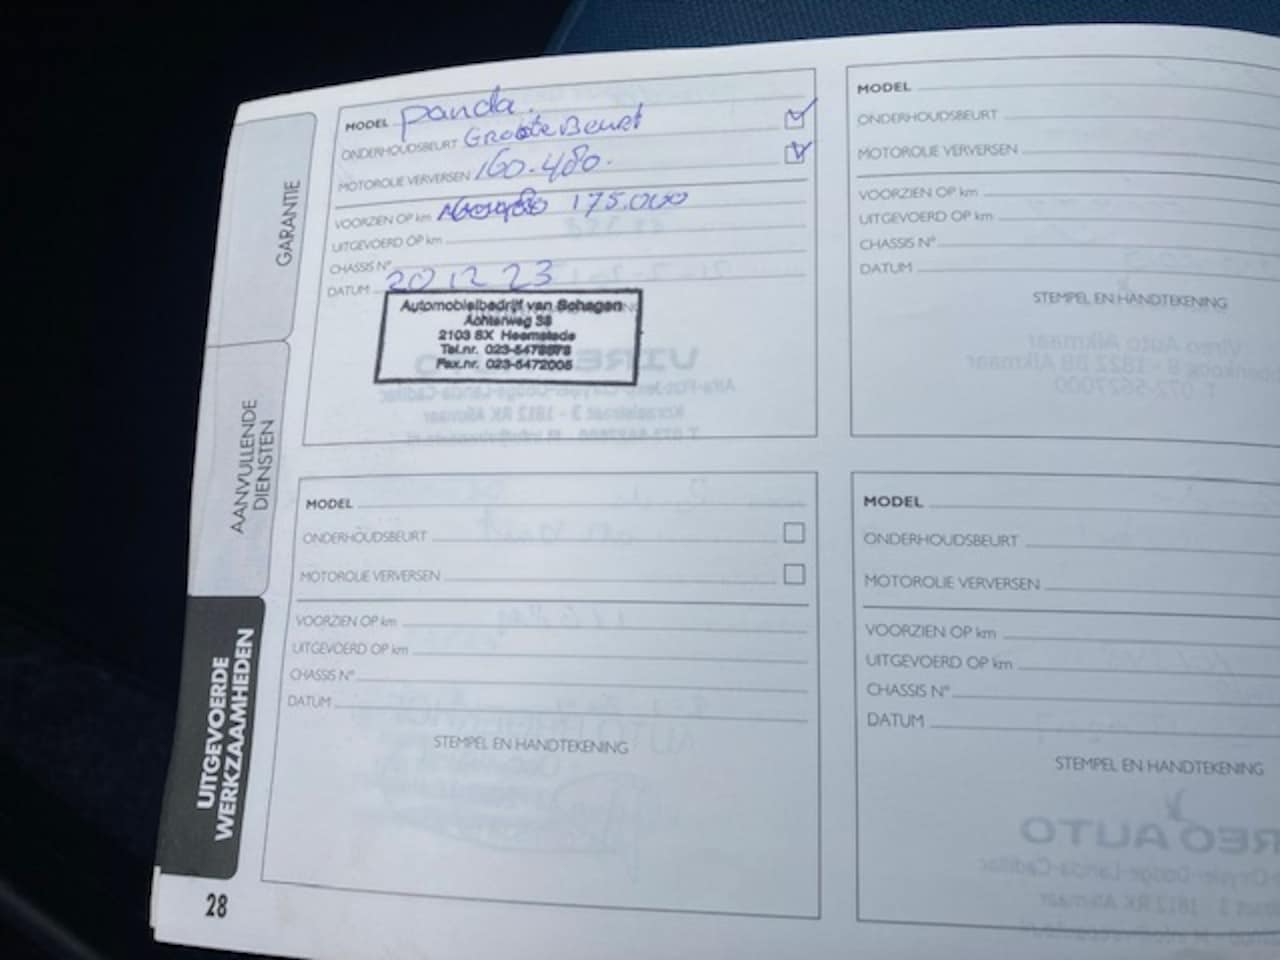 GARANTIE
AANVULLENDE
DIENSTEN
UITGEVOERDE
WERKZAAMHEDEN
28
MODEL Panda.
ONDERHOUDSBEURT Grote Beurt
MOTOROLIE VERVERSEN 160.480.
VOORZIEN OP km 175.000
UITGEVOERD OP km
CHASSIS N°
DATUM 20 12 23
Automobielbedrijf van Schagen
Achterweg 38
2103 SX Heemstede
Tel.nr. 023-5478578
Fax.nr. 023-5472005
MODEL
ONDERHOUDSBEURT
MOTOROLIE VERVERSEN
VOORZIEN OP km
UITGEVOERD OP km
CHASSIS N°
DATUM
STEMPEL EN HANDTEKENING
MODEL
ONDERHOUDSBEURT
MOTOROLIE VERVERSEN
VOORZIEN OP km
UITGEVOERD OP km
CHASSIS N°
DATUM
STEMPEL EN HANDTEKENING
MODEL
ONDERHOUDSBEURT
MOTOROLIE VERVERSEN
VOORZIEN OP km
UITGEVOERD OP km
CHASSIS N°
DATUM
STEMPEL EN HANDTEKENING